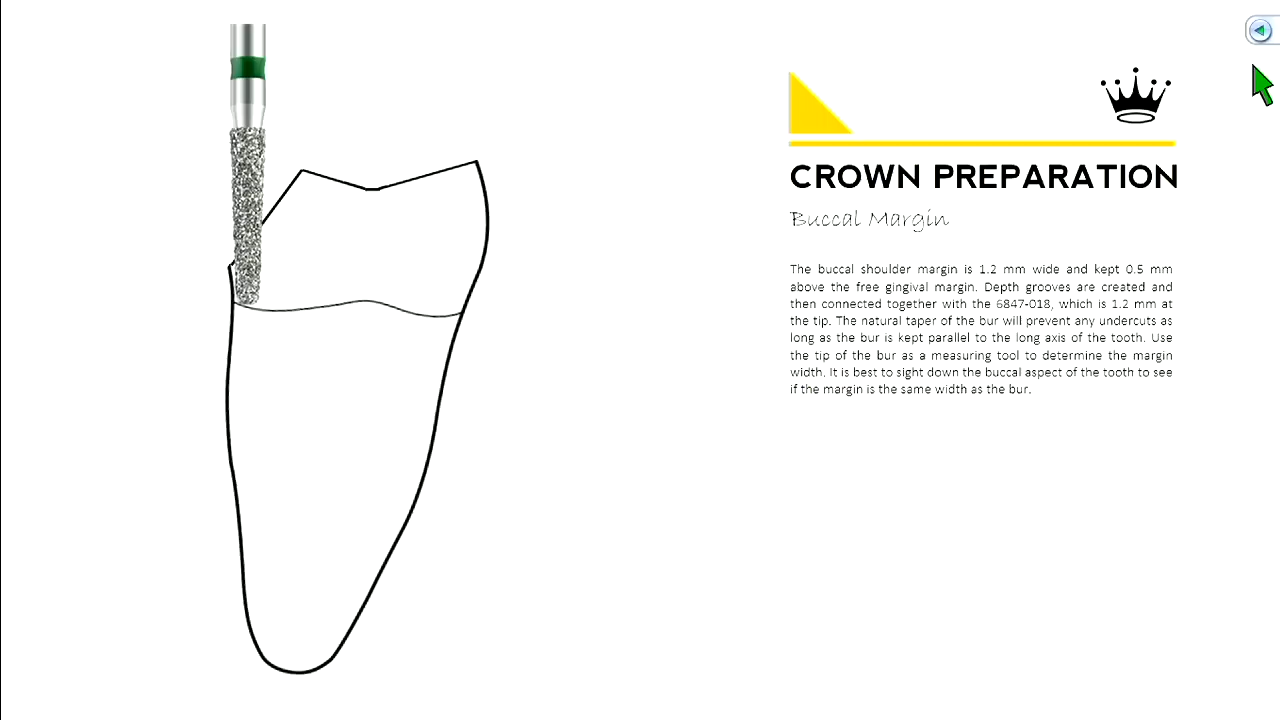 CROWN PREPARATION
Buccal Margin
The buccal shoulder margin is 1.2 mm wide and kept 0.5 mm
above the free gingival margin. Depth grooves are created and
then connected together with the 6847-018, which is 1.2 mm at
the tip. The natural taper of the bur will prevent any undercuts as
long as the bur is kept parallel to the long axis of the tooth. Use
the tip of the bur as a measuring tool to determine the margin
width. It is best to sight down the buccal aspect of the tooth to see
if the margin is the same width as the bur.